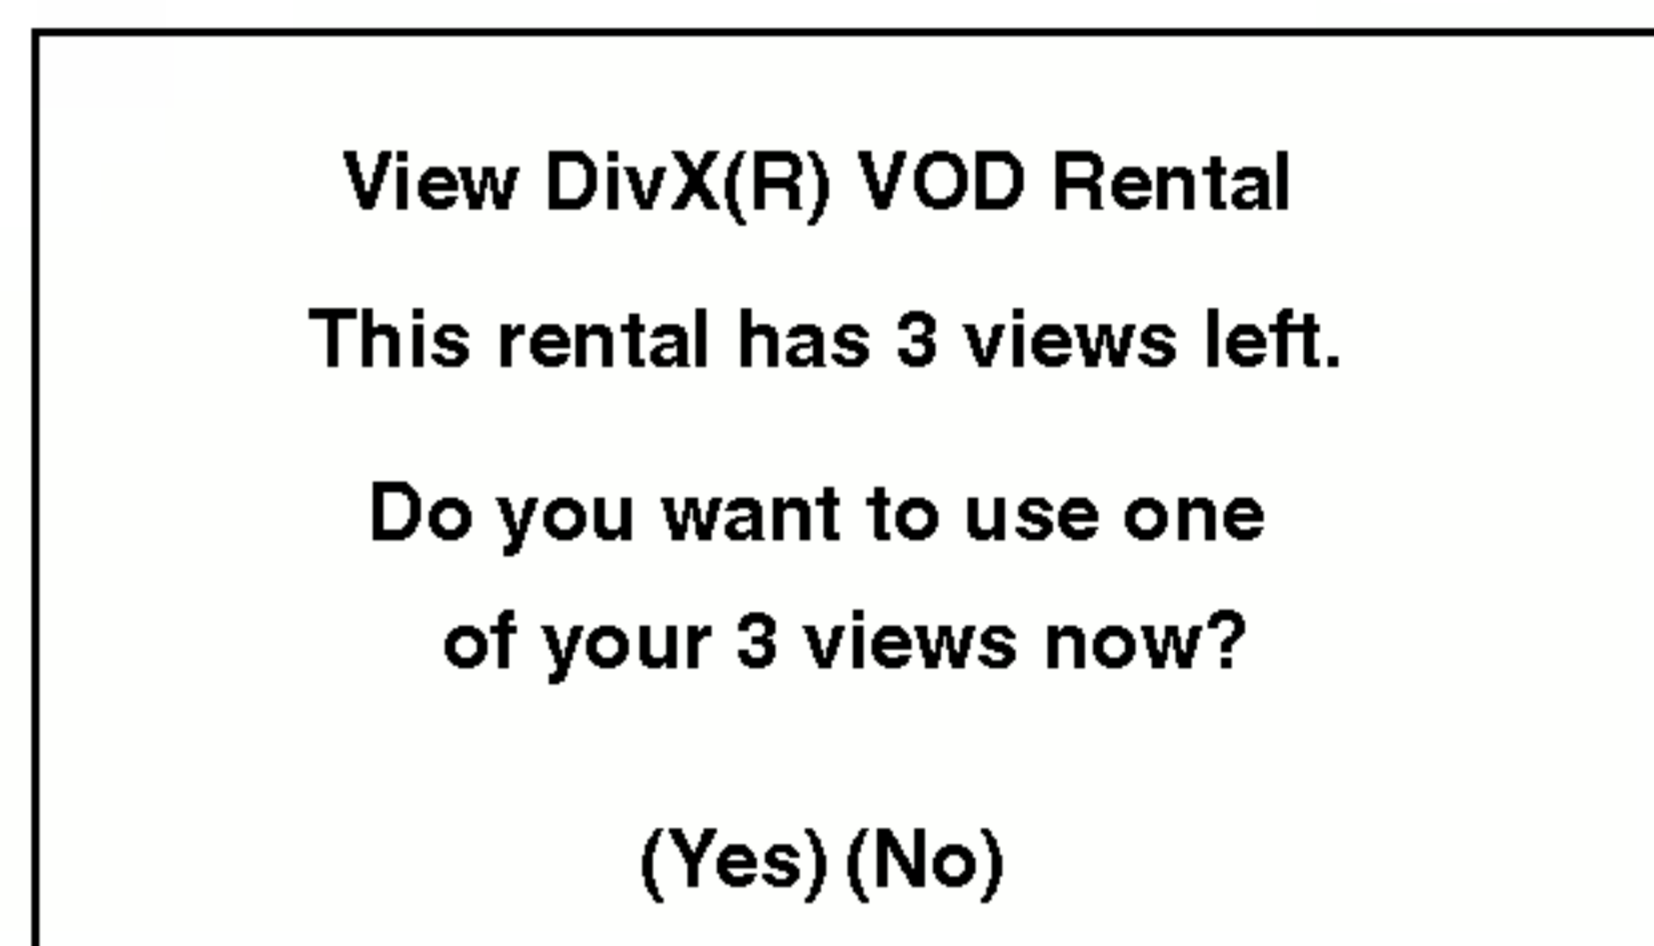 View DivX(R) VOD Rental
This rental has 3 views left.
Do you want to use one
of your 3 views now?
(Yes) (No)